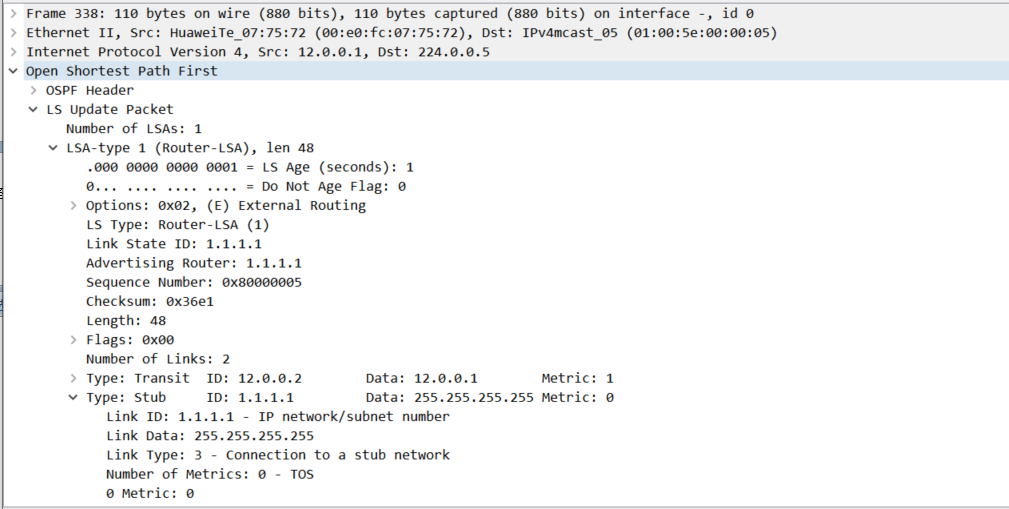 Frame 338: 110 bytes on wire (880 bits), 110 bytes captured (880 bits) on interface -, id 0
Ethernet II, Src: HuaweiTe_07:75:72 (00:e0:fc:07:75:72), Dst: IPv4mcast_05 (01:00:5e:00:00:05)
Internet Protocol Version 4, Src: 12.0.0.1, Dst: 224.0.0.5
Open Shortest Path First
OSPF Header
LS Update Packet
Number of LSAs: 1
LSA-type 1 (Router-LSA), len 48
.000 0000 0000 0001 = LS Age (seconds): 1
0... .... .... .... = Do Not Age Flag: 0
Options: 0x02, (E) External Routing
LS Type: Router-LSA (1)
Link State ID: 1.1.1.1
Advertising Router: 1.1.1.1
Sequence Number: 0x80000005
Checksum: 0x36e1
Length: 48
Flags: 0x00
Number of Links: 2
Type: Transit  ID: 12.0.0.2        Data: 12.0.0.1        Metric: 1
Type: Stub     ID: 1.1.1.1         Data: 255.255.255.255 Metric: 0
Link ID: 1.1.1.1 - IP network/subnet number
Link Data: 255.255.255.255
Link Type: 3 - Connection to a stub network
Number of Metrics: 0 - TOS
0 Metric: 0